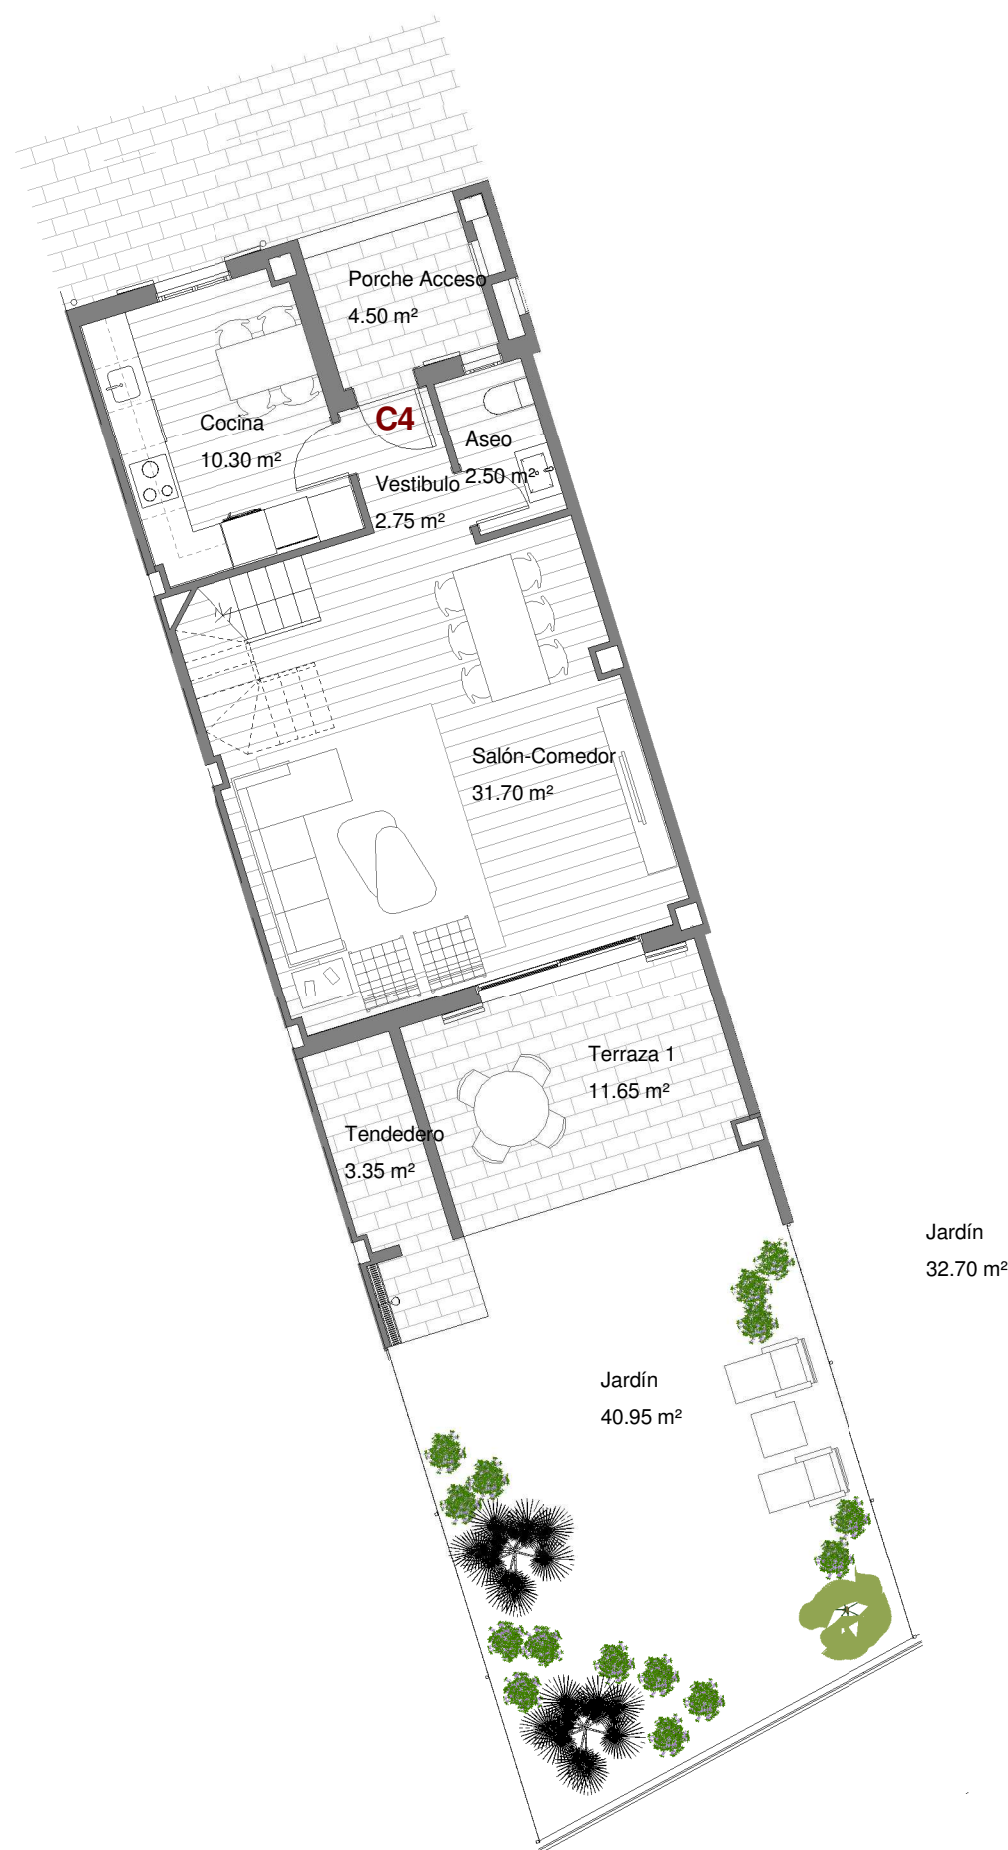 Porche Acceso
4.50 m²
C4
Cocina
10.30 m²
Aseo
2.50 m²
Vestibulo
2.75 m²
Salón-Comedor
31.70 m²
Terraza 1
11.65 m²
Tendedero
3.35 m²
Jardín
32.70 m²
Jardín
40.95 m²